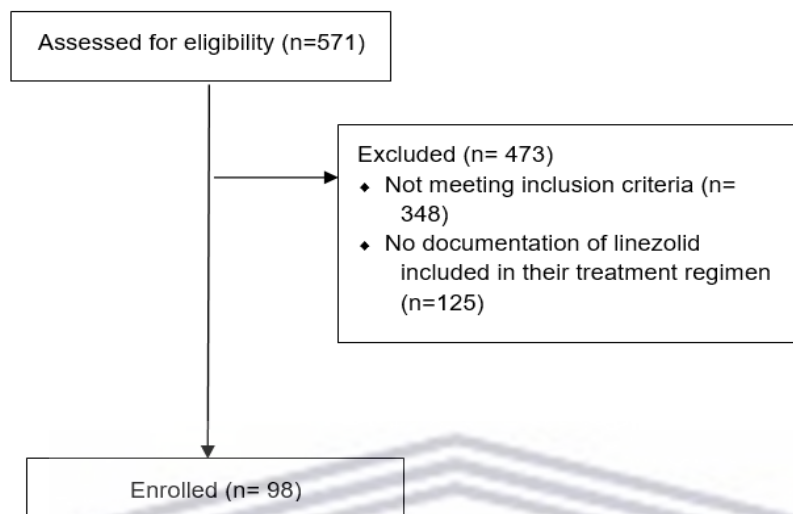 Assessed for eligibility (n=571)
Excluded (n= 473)
⬥ Not meeting inclusion criteria (n=
348)
⬥ No documentation of linezolid
included in their treatment regimen
(n=125)
Enrolled (n= 98)